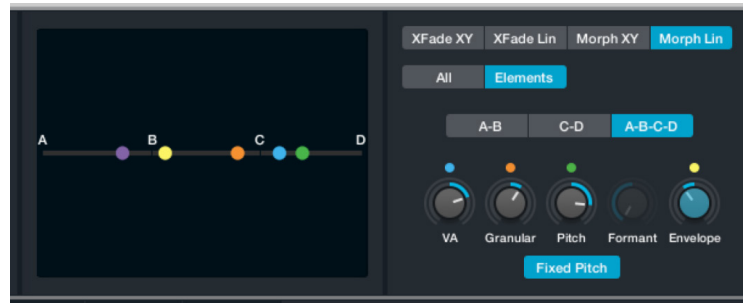 XFade XY XFade Lin Morph XY Morph Lin
All Elements
A B C D
A-B C-D A-B-C-D
VA Granular Pitch Formant Envelope
Fixed Pitch